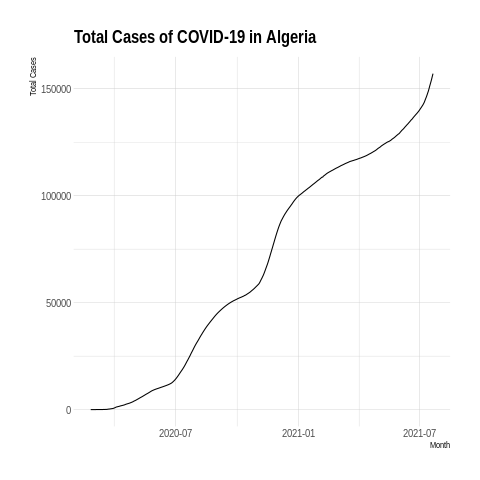 Total Cases of COVID-19 in Algeria
Total Cases
150000
100000
50000
0
2020-07
2021-01
2021-07
Month